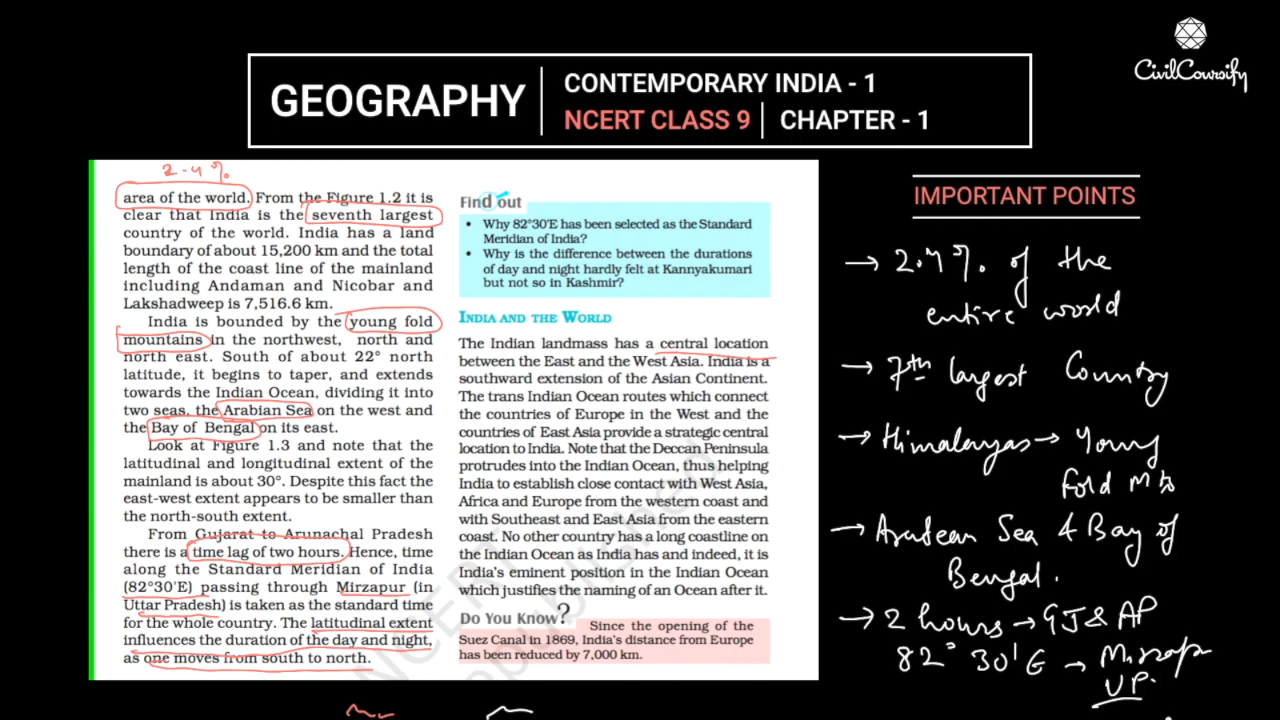 CivilCoursify
GEOGRAPHY
CONTEMPORARY INDIA - 1
NCERT CLASS 9 | CHAPTER - 1
2.4%
area of the world. From the Figure 1.2 it is
clear that India is the seventh largest
country of the world. India has a land
boundary of about 15,200 km and the total
length of the coast line of the mainland
including Andaman and Nicobar and
Lakshadweep is 7,516.6 km.
India is bounded by the young fold
mountains in the northwest, north and
north east. South of about 22° north
latitude, it begins to taper, and extends
towards the Indian Ocean, dividing it into
two seas, the Arabian Sea on the west and
the Bay of Bengal on its east.
Look at Figure 1.3 and note that the
latitudinal and longitudinal extent of the
mainland is about 30°. Despite this fact the
east-west extent appears to be smaller than
the north-south extent.
From Gujarat to Arunachal Pradesh
there is a time lag of two hours. Hence, time
along the Standard Meridian of India
(82°30'E) passing through Mirzapur (in
Uttar Pradesh) is taken as the standard time
for the whole country. The latitudinal extent
influences the duration of the day and night,
as one moves from south to north.
Find out
• Why 82°30'E has been selected as the Standard
Meridian of India?
• Why is the difference between the durations
of day and night hardly felt at Kannyakumari
but not so in Kashmir?
INDIA AND THE WORLD
The Indian landmass has a central location
between the East and the West Asia. India is a
southward extension of the Asian Continent.
The trans Indian Ocean routes which connect
the countries of Europe in the West and the
countries of East Asia provide a strategic central
location to India. Note that the Deccan Peninsula
protrudes into the Indian Ocean, thus helping
India to establish close contact with West Asia,
Africa and Europe from the western coast and
with Southeast and East Asia from the eastern
coast. No other country has a long coastline on
the Indian Ocean as India has and indeed, it is
India's eminent position in the Indian Ocean
which justifies the naming of an Ocean after it.
Do You Know?
Since the opening of the
Suez Canal in 1869, India's distance from Europe
has been reduced by 7,000 km.
IMPORTANT POINTS
→ 2.4% of the
entire world
→ 7th largest Country
→ Himalayas → Young
fold mts
→ Arabean Sea & Bay of
Bengal.
→ 2 hours → GJ & AP
82° 30' E → Mirzapr
UP.